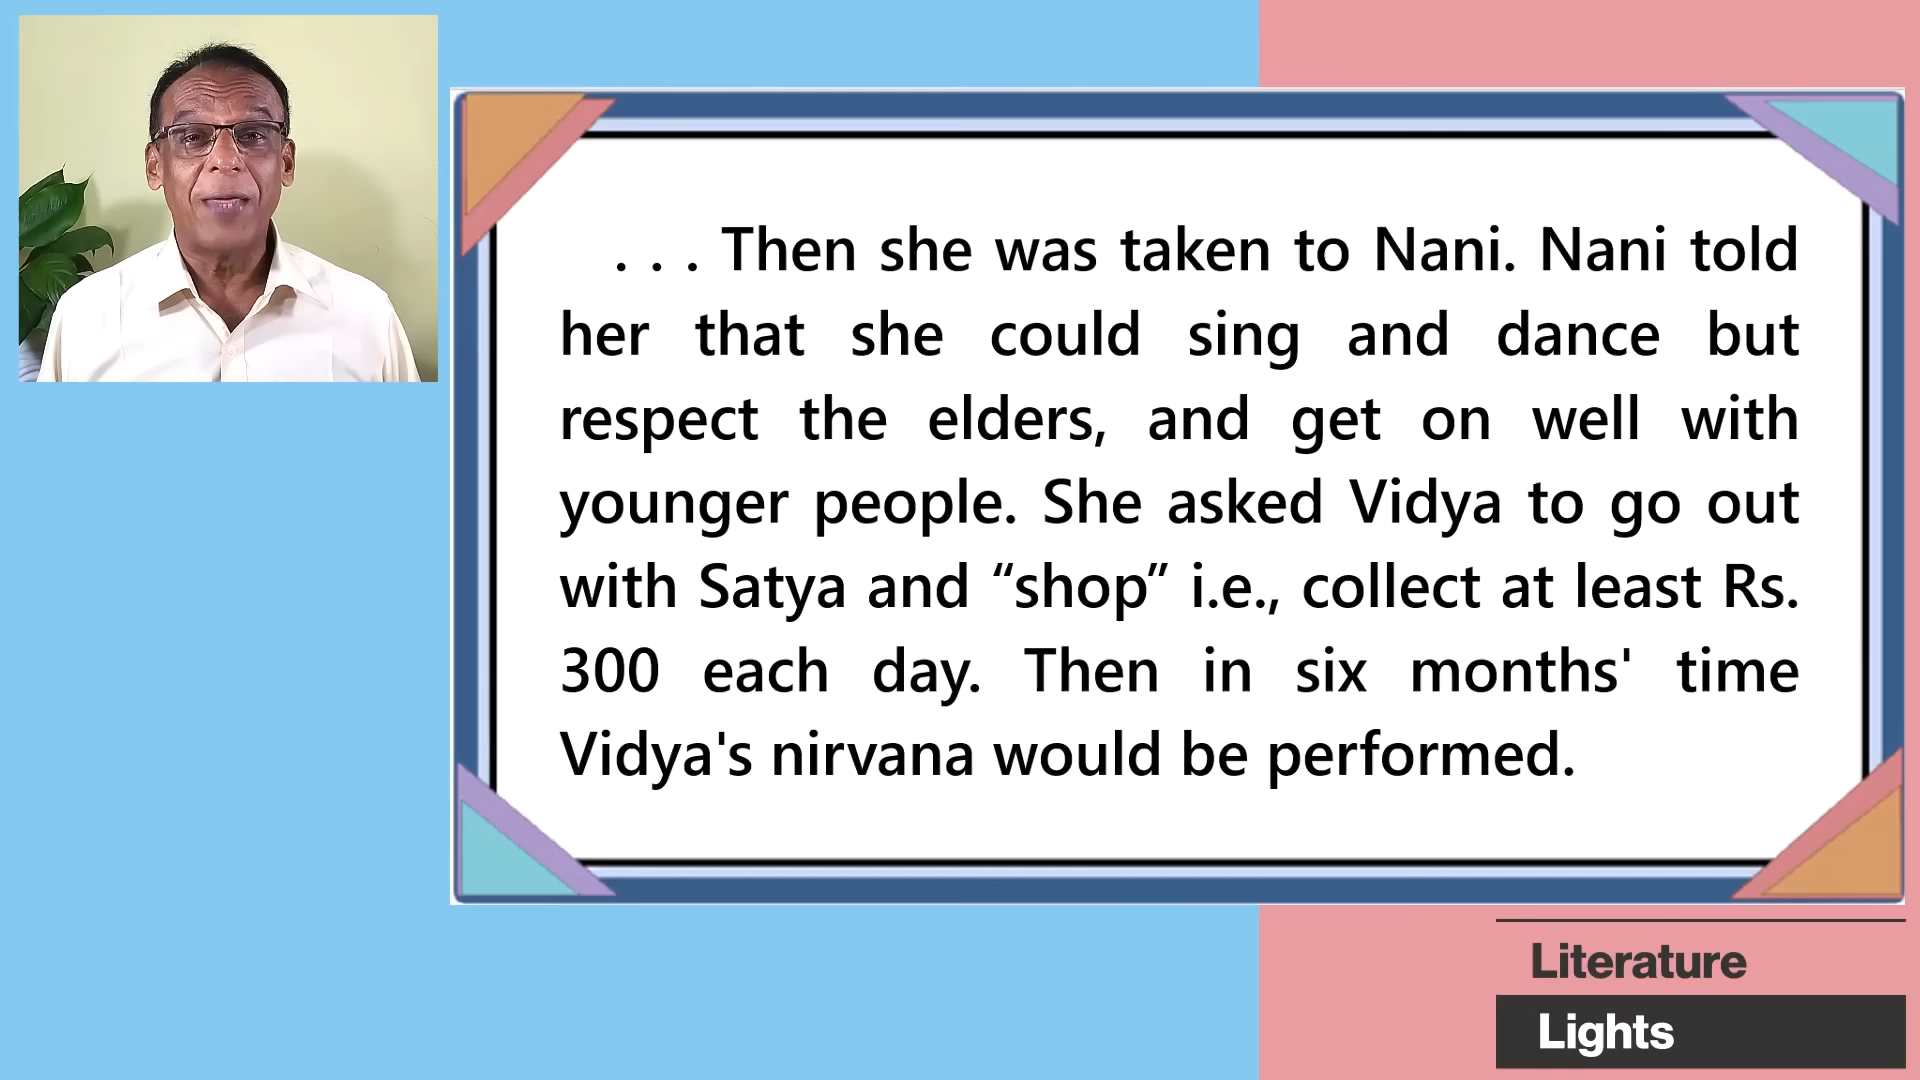 . . . Then she was taken to Nani. Nani told
her that she could sing and dance but
respect the elders, and get on well with
younger people. She asked Vidya to go out
with Satya and “shop” i.e., collect at least Rs.
300 each day. Then in six months' time
Vidya's nirvana would be performed.
Literature
Lights